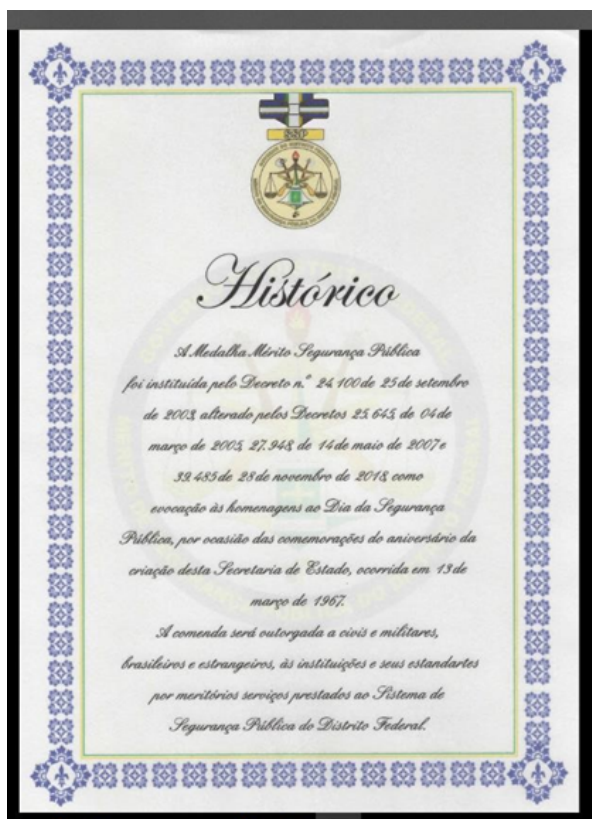 SSP
Histórico
A Medalha Mérito Segurança Pública
foi instituída pelo Decreto n.º 24.100 de 25 de setembro
de 2003, alterado pelos Decretos 25.645, de 04 de
março de 2005, 27.948, de 14 de maio de 2007 e
39.485 de 28 de novembro de 2018, como
evocação às homenagens ao Dia da Segurança
Pública, por ocasião das comemorações do aniversário da
criação desta Secretaria de Estado, ocorrida em 13 de
março de 1967.
A comenda será outorgada a civis e militares,
brasileiros e estrangeiros, às instituições e seus estandartes
por meritórios serviços prestados ao Sistema de
Segurança Pública do Distrito Federal.